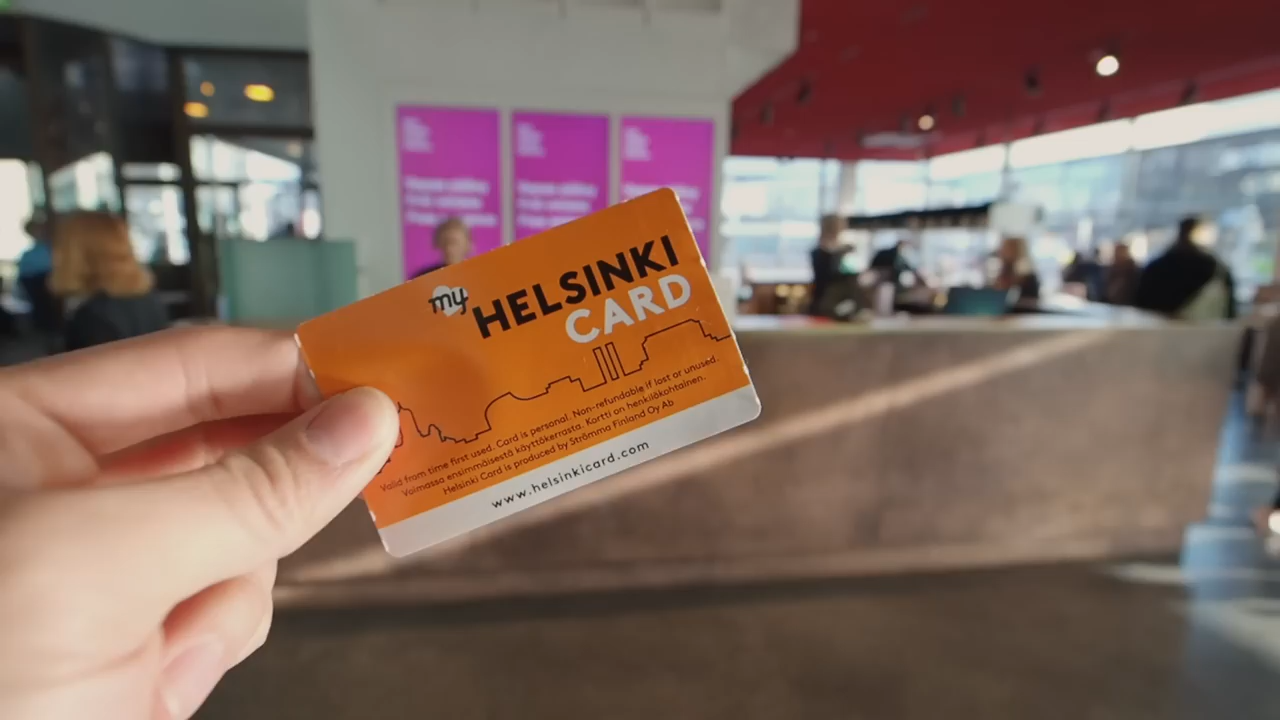 my
HELSINKI
CARD
Valid from time first used. Card is personal. Non-refundable if lost or unused.
Voimassa ensimmäisestä käyttökerrasta. Kortti on henkilökohtainen.
Helsinki Card is produced by Strömma Finland Oy Ab
www.helsinkicard.com